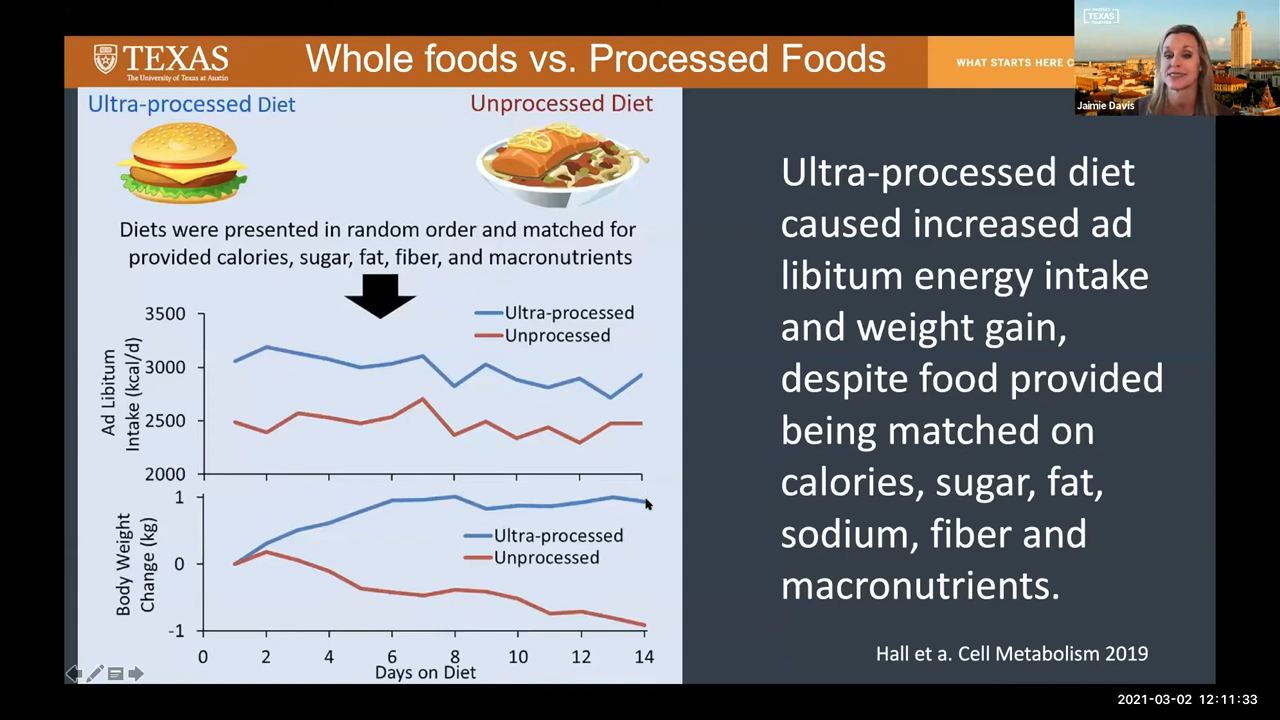 TEXAS
The University of Texas at Austin
Whole foods vs. Processed Foods
WHAT STARTS HERE C
TEXAS
Jaimie Davis
Ultra-processed Diet
Unprocessed Diet
Diets were presented in random order and matched for
provided calories, sugar, fat, fiber, and macronutrients
Ad Libitum
Intake (kcal/d)
3500
3000
2500
2000
Ultra-processed
Unprocessed
Body Weight
Change (kg)
1
0
-1
Ultra-processed
Unprocessed
0 2 4 6 8 10 12 14
Days on Diet
Ultra-processed diet
caused increased ad
libitum energy intake
and weight gain,
despite food provided
being matched on
calories, sugar, fat,
sodium, fiber and
macronutrients.
Hall et a. Cell Metabolism 2019
2021-03-02 12:11:33